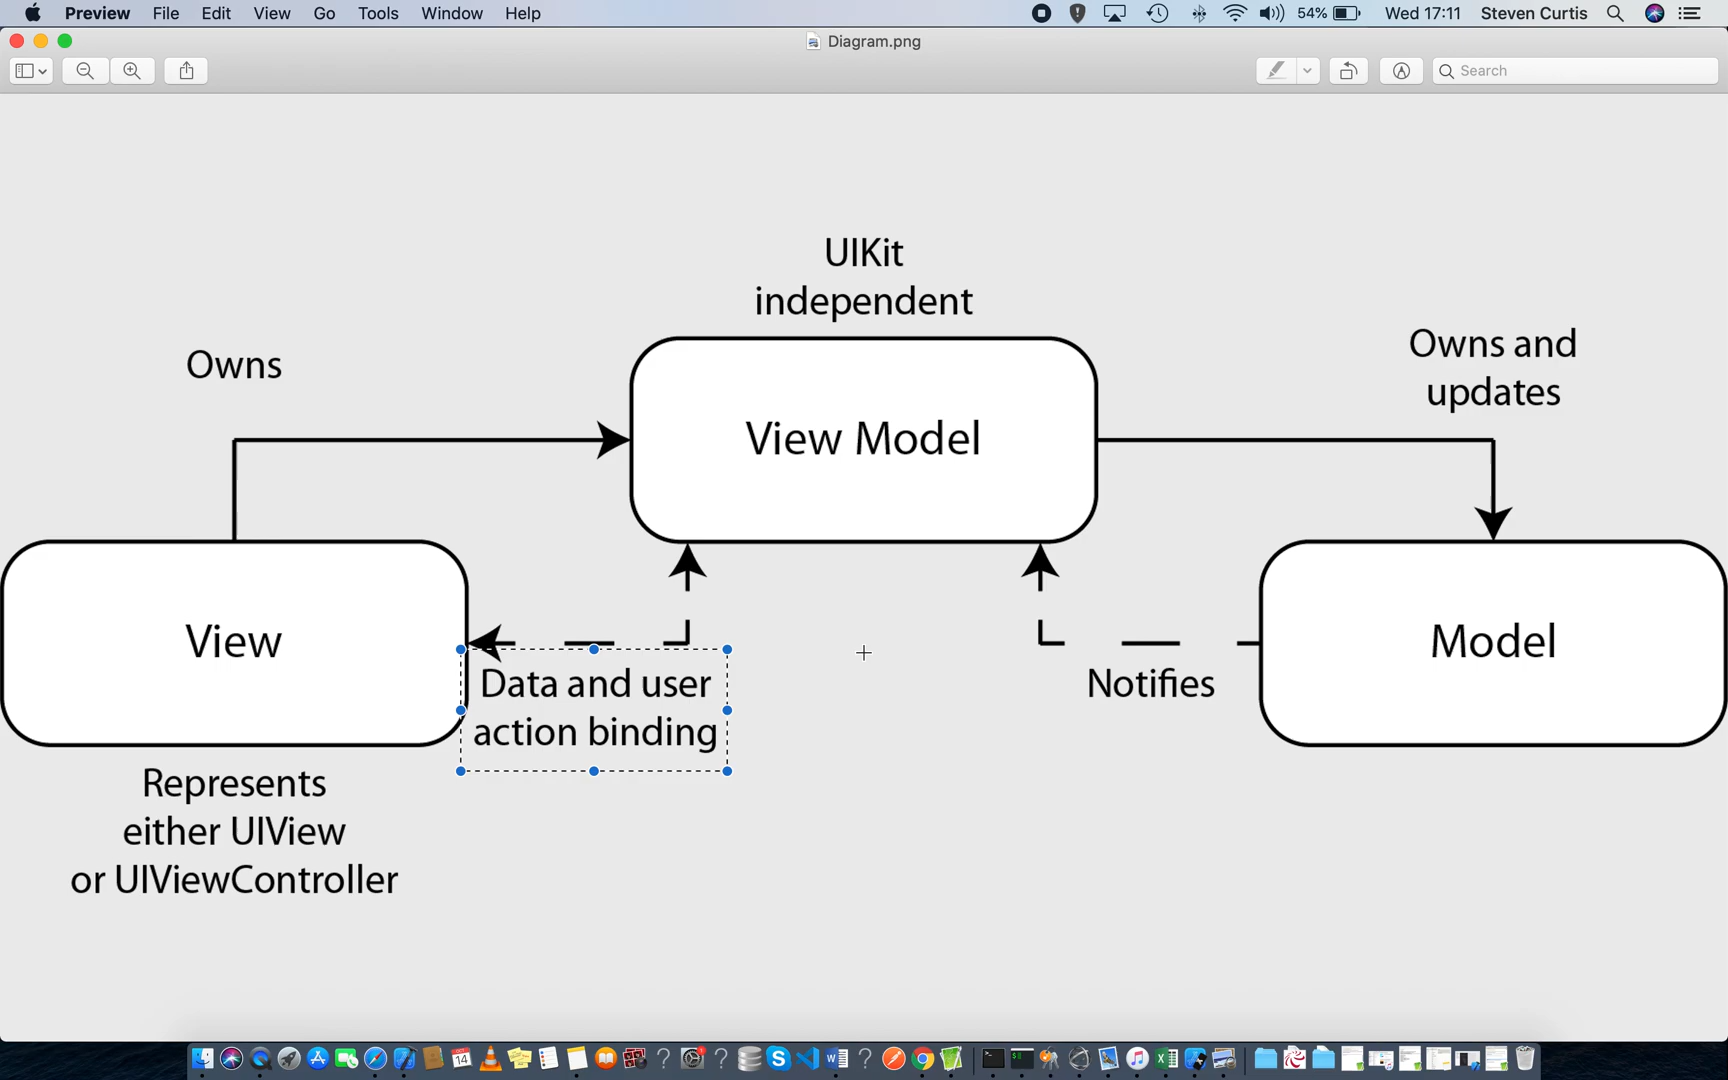 Preview File Edit View Go Tools Window Help 54% Wed 17:11 Steven Curtis
Diagram.png
Search
UIKit
independent
Owns
Owns and
updates
View Model
View
Model
Data and user
action binding
Notifies
Represents
either UIView
or UIViewController
14